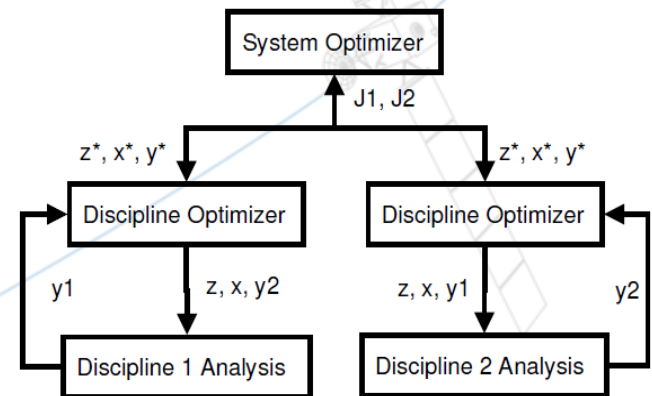 System Optimizer
J1, J2
z*, x*, y*
z*, x*, y*
Discipline Optimizer
Discipline Optimizer
y1
z, x, y2
z, x, y1
y2
Discipline 1 Analysis
Discipline 2 Analysis